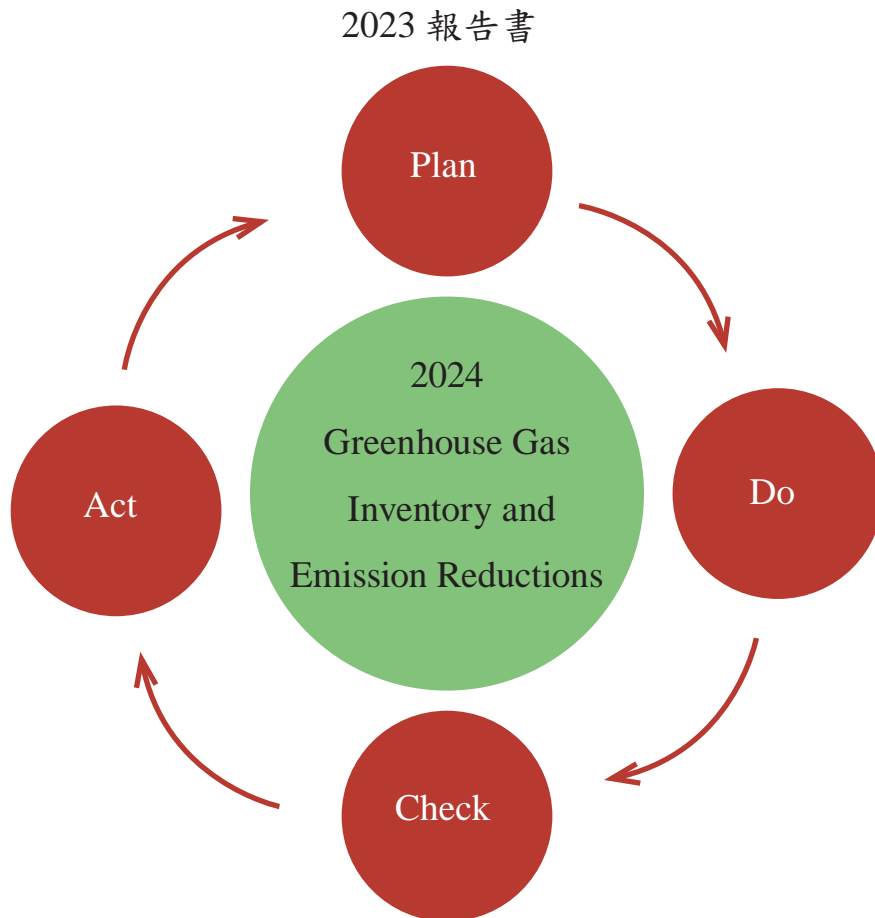 2023 報告書
Plan
2024
Greenhouse Gas
Inventory and
Emission Reductions
Do
Act
Check